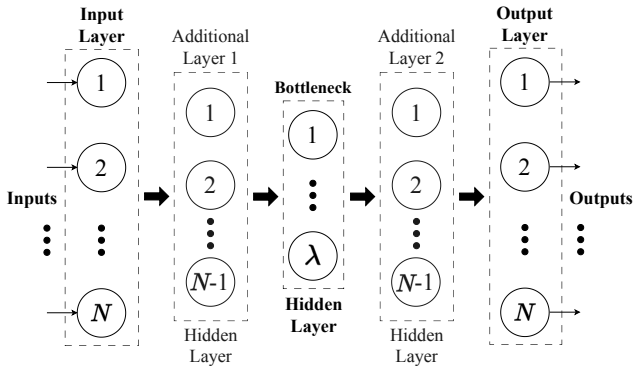 Input
Layer
1
2
N
Inputs
Additional
Layer 1
1
2
N-1
Hidden
Layer
Bottleneck
1
λ
Hidden
Layer
Additional
Layer 2
1
2
N-1
Hidden
Layer
Output
Layer
1
2
N
Outputs